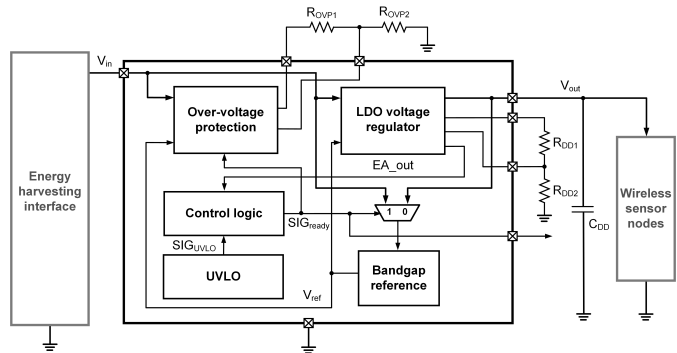 R_OVP1
R_OVP2
V_in
V_out
Over-voltage
protection
LDO voltage
regulator
R_DD1
EA_out
Energy
harvesting
interface
R_DD2
Wireless
sensor
nodes
Control logic
1 0
SIG_ready
C_DD
SIG_UVLO
UVLO
Bandgap
reference
V_ref